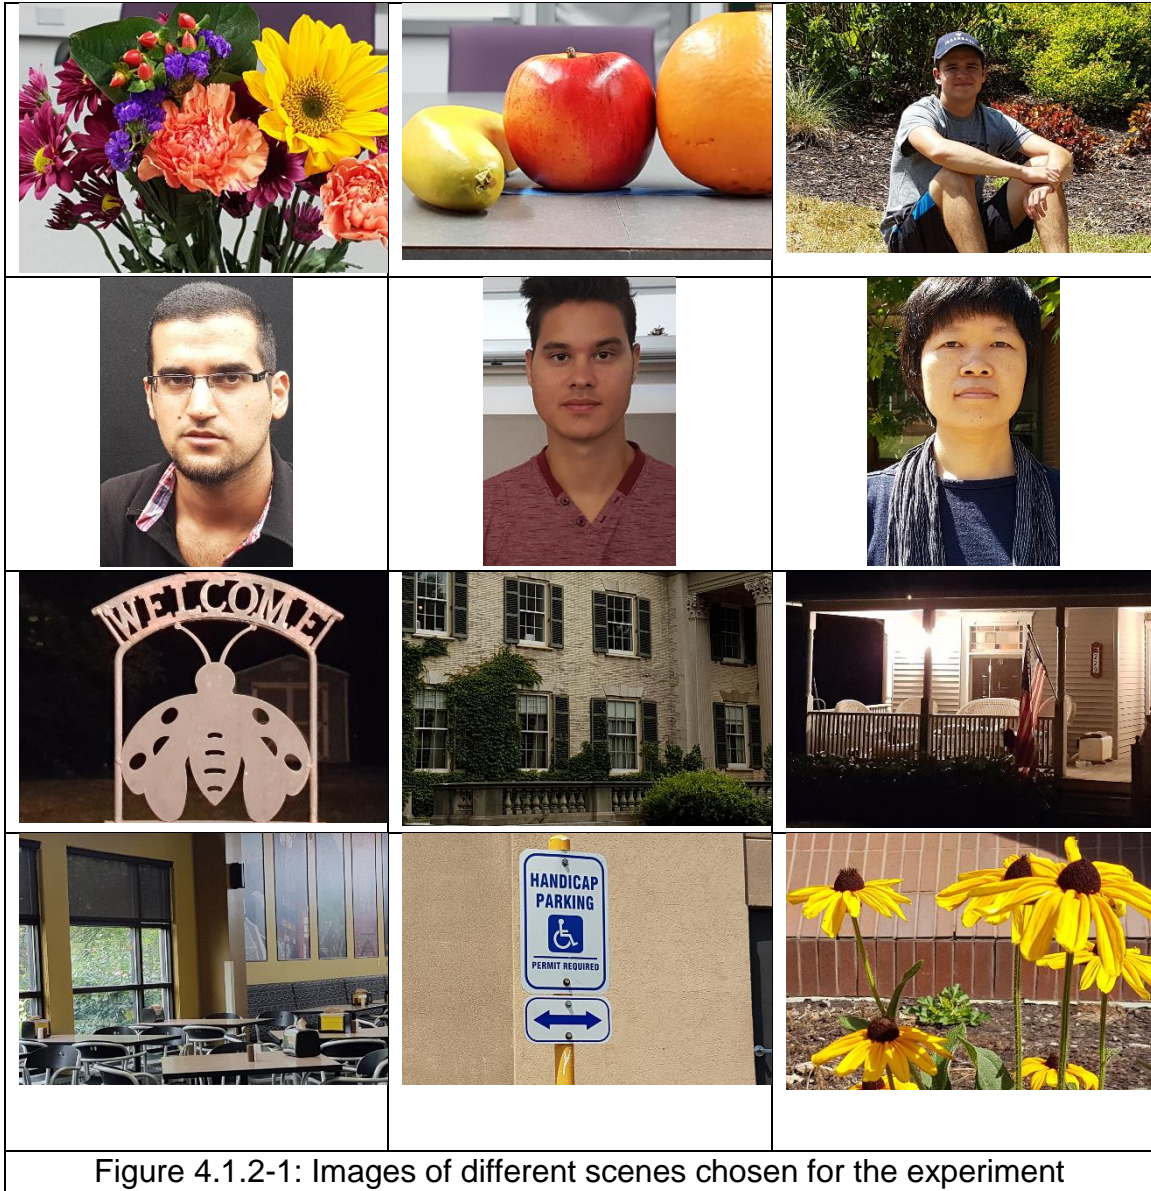 WELCOME
HANDICAP
PARKING
PERMIT REQUIRED
Figure 4.1.2-1: Images of different scenes chosen for the experiment